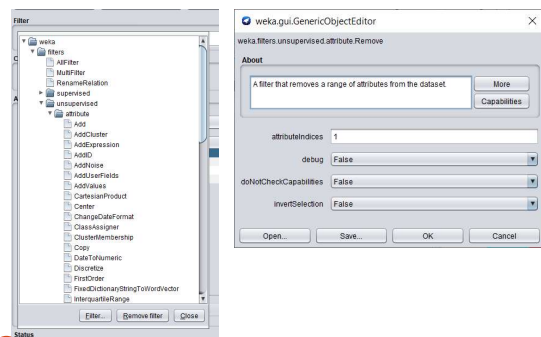 Filter
weka
filters
AllFilter
MultiFilter
RenameRelation
supervised
unsupervised
attribute
Add
AddCluster
AddExpression
AddID
AddNoise
AddUserFields
AddValues
CartesianProduct
Center
ChangeDateFormat
ClassAssigner
ClusterMembership
Copy
DateToNumeric
Discretize
FirstOrder
FixedDictionaryStringToWordVector
InterquartileRange
Filter... Remove filter Close
Status
weka.gui.GenericObjectEditor
weka.filters.unsupervised.attribute.Remove
About
A filter that removes a range of attributes from the dataset.
More
Capabilities
attributeIndices 1
debug False
doNotCheckCapabilities False
invertSelection False
Open... Save... OK Cancel